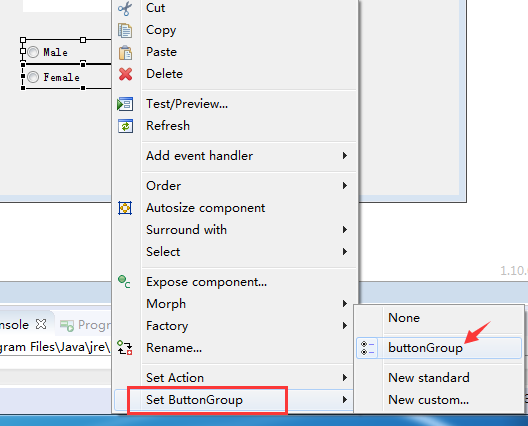 Cut
Copy
Male
Paste
Female
Delete
Test/Preview...
Refresh
Add event handler
Order
Autosize component
Surround with
Select
Expose component...
1.10.
Morph
None
nsole
Progr
Factory
gram Files\Java\jre\
Rename...
buttonGroup
Set Action
New standard
Set ButtonGroup
New custom...